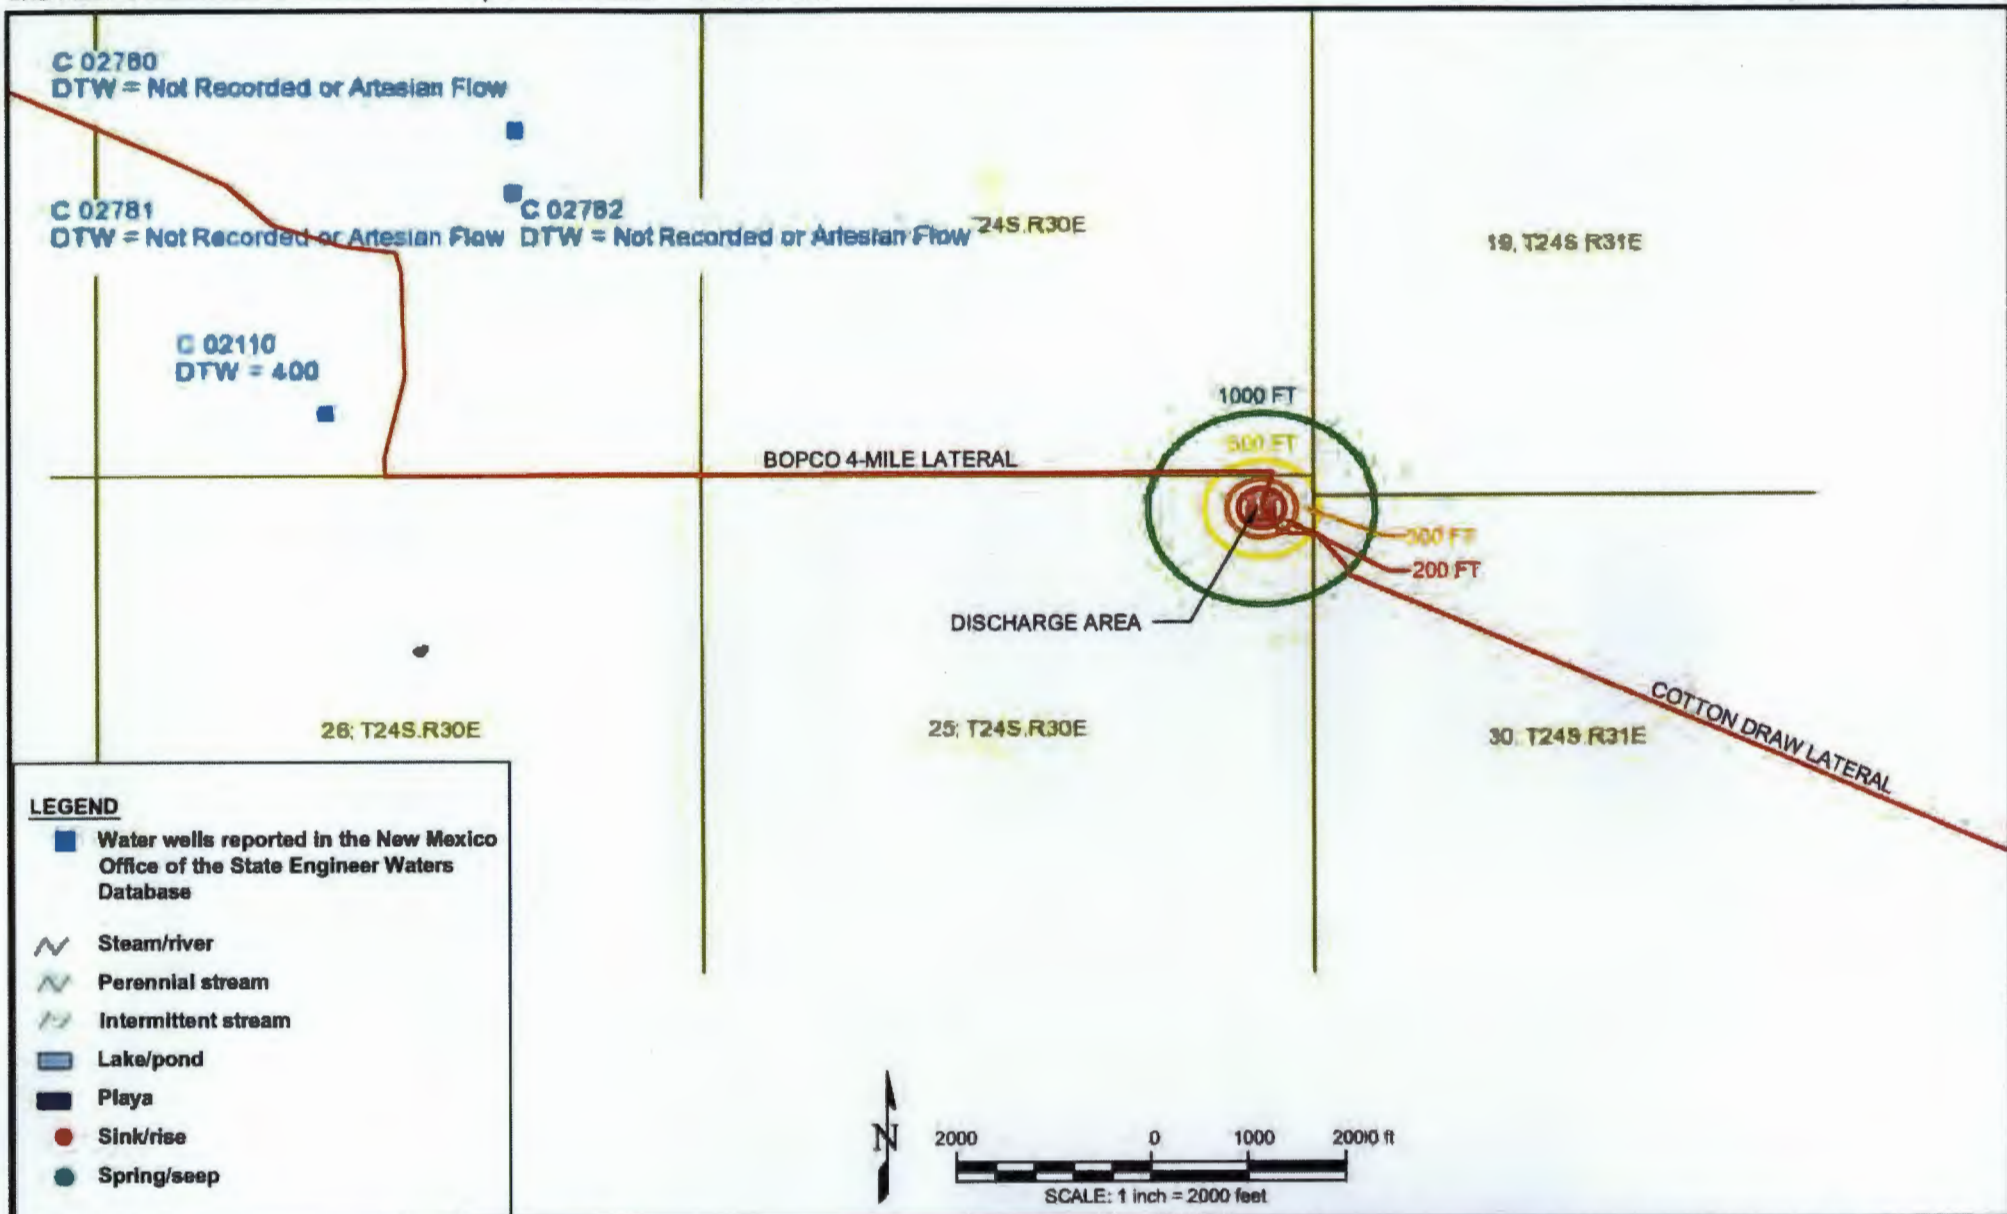 C 02780
DTW = Not Recorded or Artesian Flow
C 02781
DTW = Not Recorded or Artesian Flow
C 02782
DTW = Not Recorded or Artesian Flow
24S.R30E
19, T24S R31E
C 02110
DTW = 400
1000 FT
500 FT
BOPCO 4-MILE LATERAL
300 FT
200 FT
DISCHARGE AREA
COTTON DRAW LATERAL
26; T24S.R30E
25; T24S.R30E
30, T24S.R31E
LEGEND
Water wells reported in the New Mexico
Office of the State Engineer Waters
Database
Steam/river
Perennial stream
Intermittent stream
Lake/pond
Playa
Sink/rise
Spring/seep
N
2000 0 1000 2000 ft
SCALE: 1 inch = 2000 feet